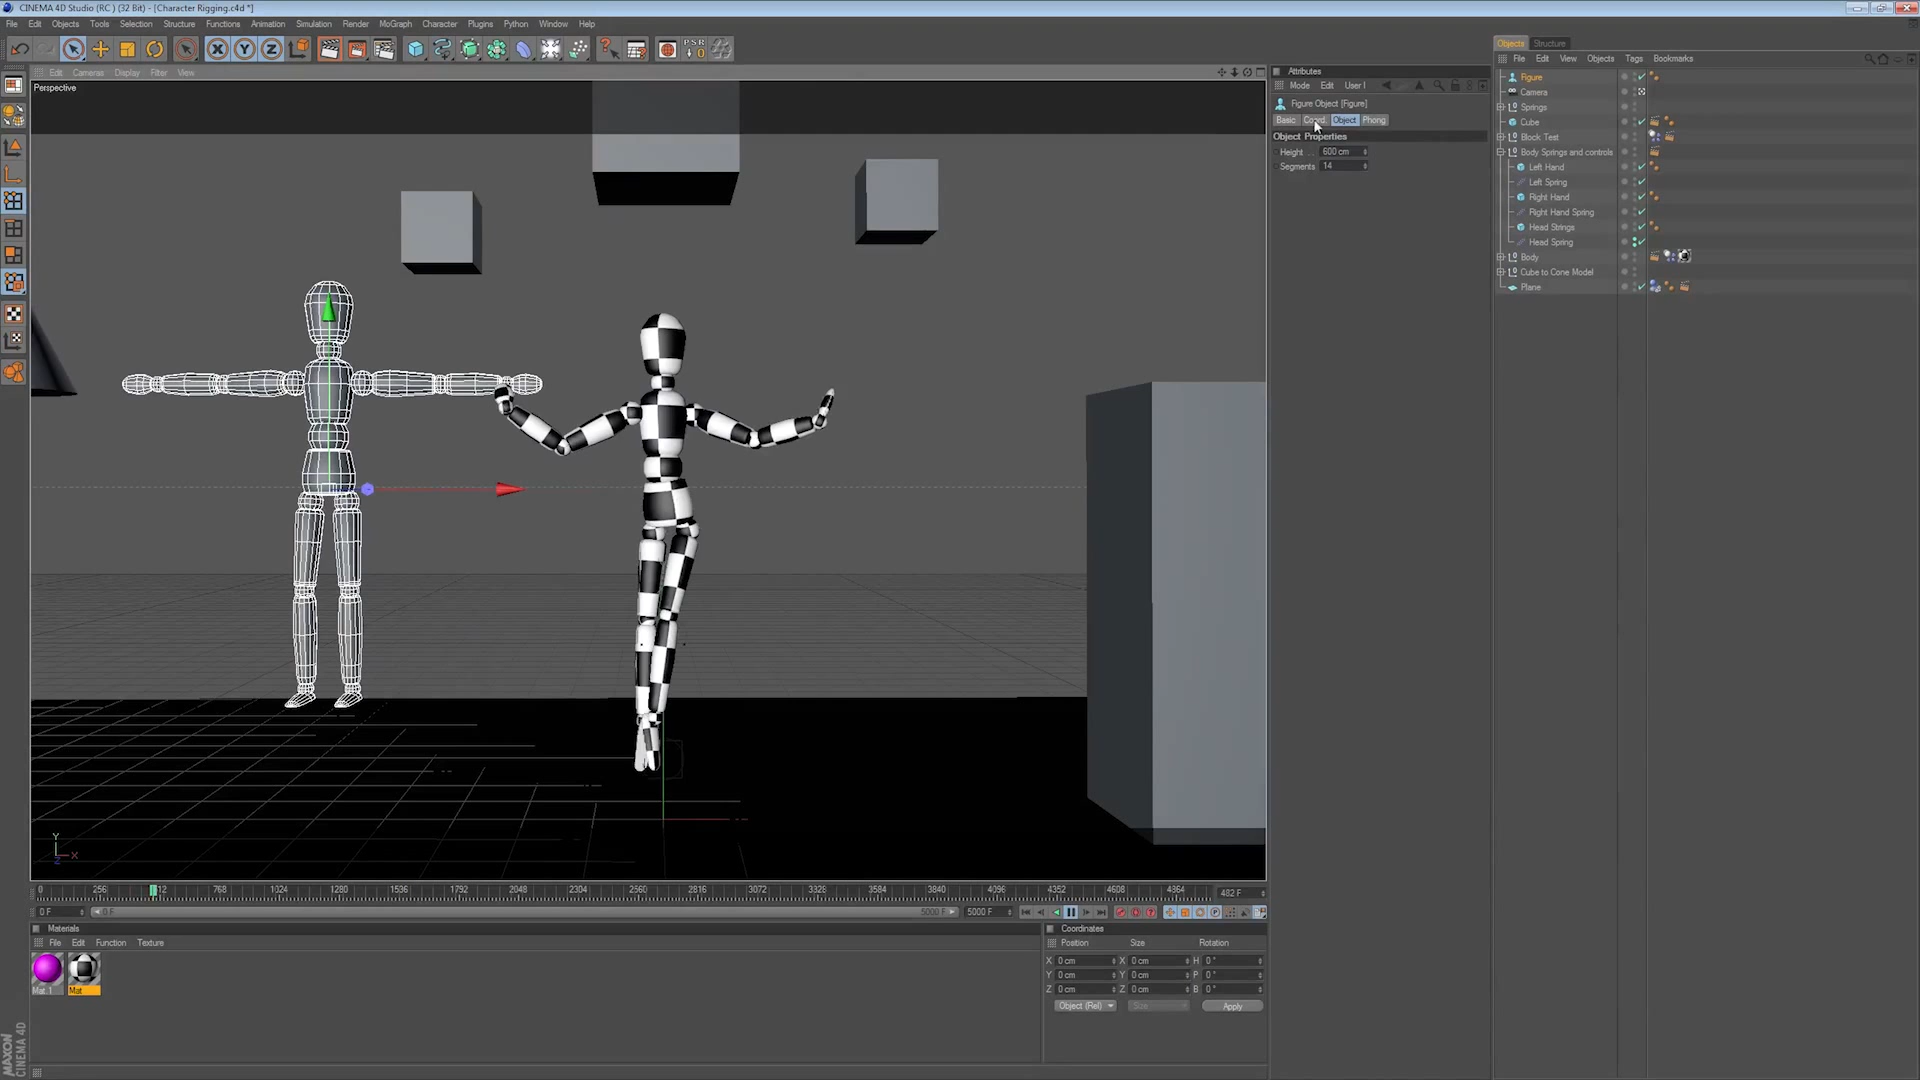 CINEMA 4D Studio (RC ) (32 Bit) - [Character Rigging.c4d *]
File Edit Objects Tools Selection Structure Functions Animation Simulation Render MoGraph Character Plugins Python Window Help
Edit Cameras Display Filter View
Perspective
Attributes
Mode Edit User I
Figure Object [Figure]
Basic Coord. Object Phong
Object Properties
Height 600 cm
Segments 14
Objects Structure
File Edit View Objects Tags Bookmarks
Figure
Camera
Springs
Cube
Block Test
Body Springs and controls
Left Hand
Left Spring
Right Hand
Right Hand Spring
Head Strings
Head Spring
Body
Cube to Cone Model
Plane
Y
X
Z
0 256 512 768 1024 1280 1536 1792 2048 2304 2560 2816 3072 3328 3584 3840 4096 4352 4608 4864 482 F
0 F 0 F 5000 F 5000 F
Materials
File Edit Function Texture
Mat.1 Mat
Coordinates
Position Size Rotation
X 0 cm X 0 cm H 0 °
Y 0 cm Y 0 cm P 0 °
Z 0 cm Z 0 cm B 0 °
Object (Rel) Size Apply
MAXON
CINEMA 4D